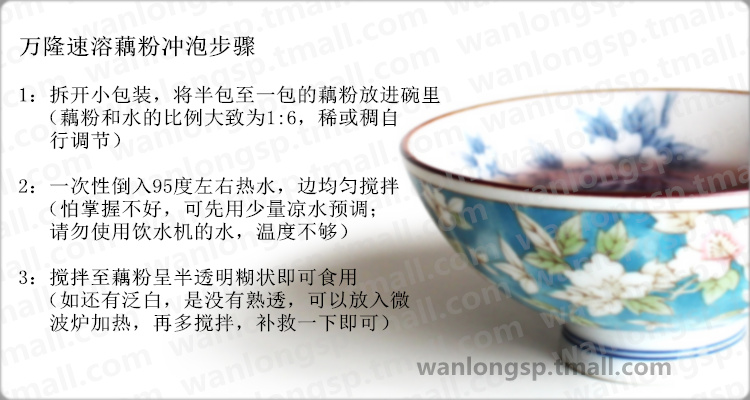 万隆速溶藕粉冲泡步骤
1：拆开小包装，将半包至一包的藕粉放进碗里
（藕粉和水的比例大致为1:6，稀或稠自
行调节）
2：一次性倒入95度左右热水，边均匀搅拌
（怕掌握不好，可先用少量凉水预调；
请勿使用饮水机的水，温度不够）
3：搅拌至藕粉呈半透明糊状即可食用
（如还有泛白，是没有熟透，可以放入微
波炉加热，再多搅拌，补救一下即可）
wanlongsp.tmall.com